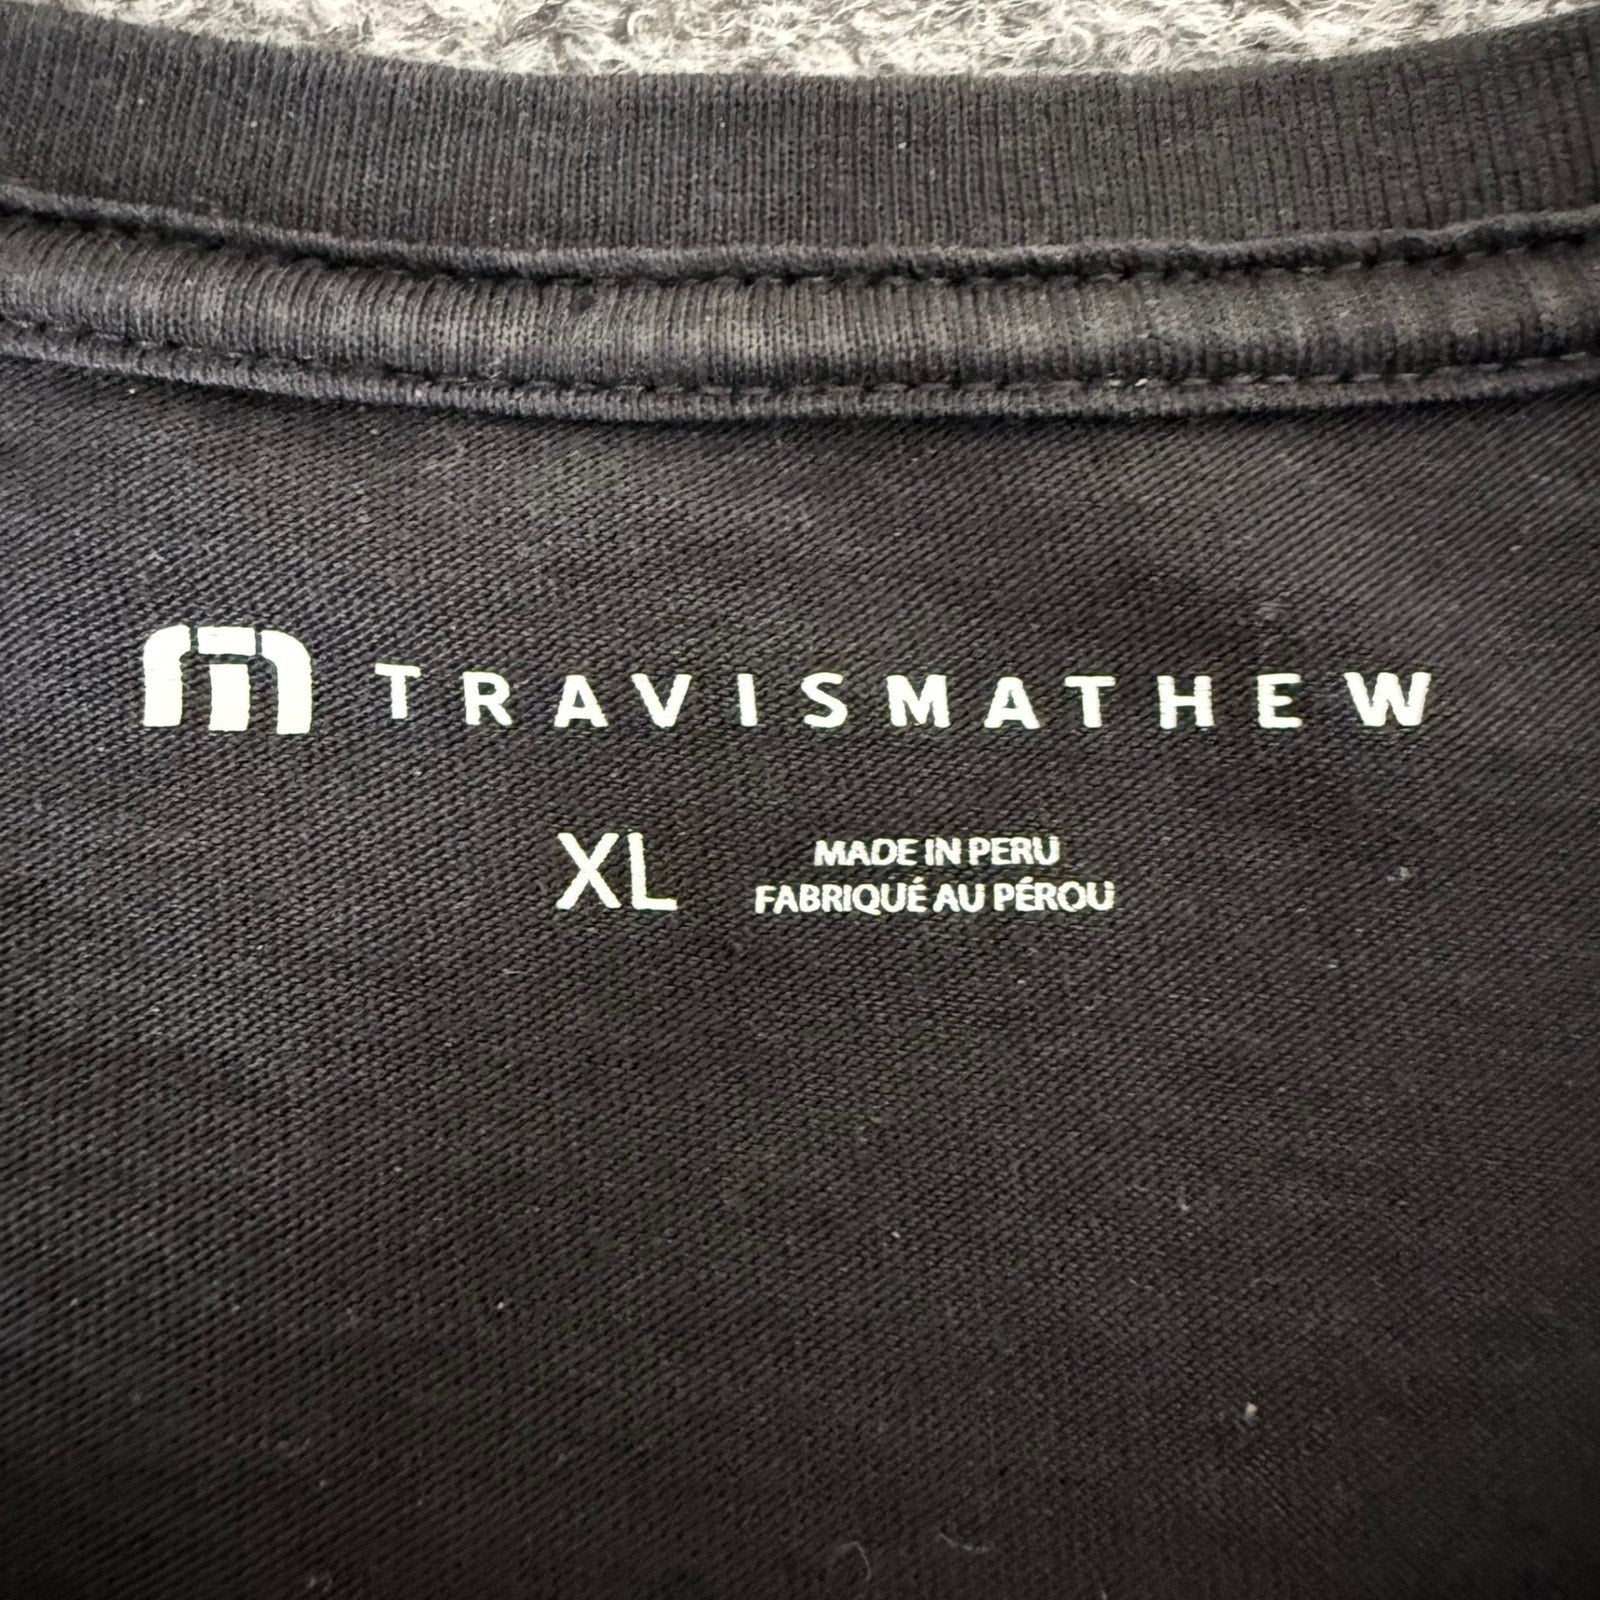 TRAVISMATHEW
XL
MADE IN PERU
FABRIQUÉ AU PÉROU